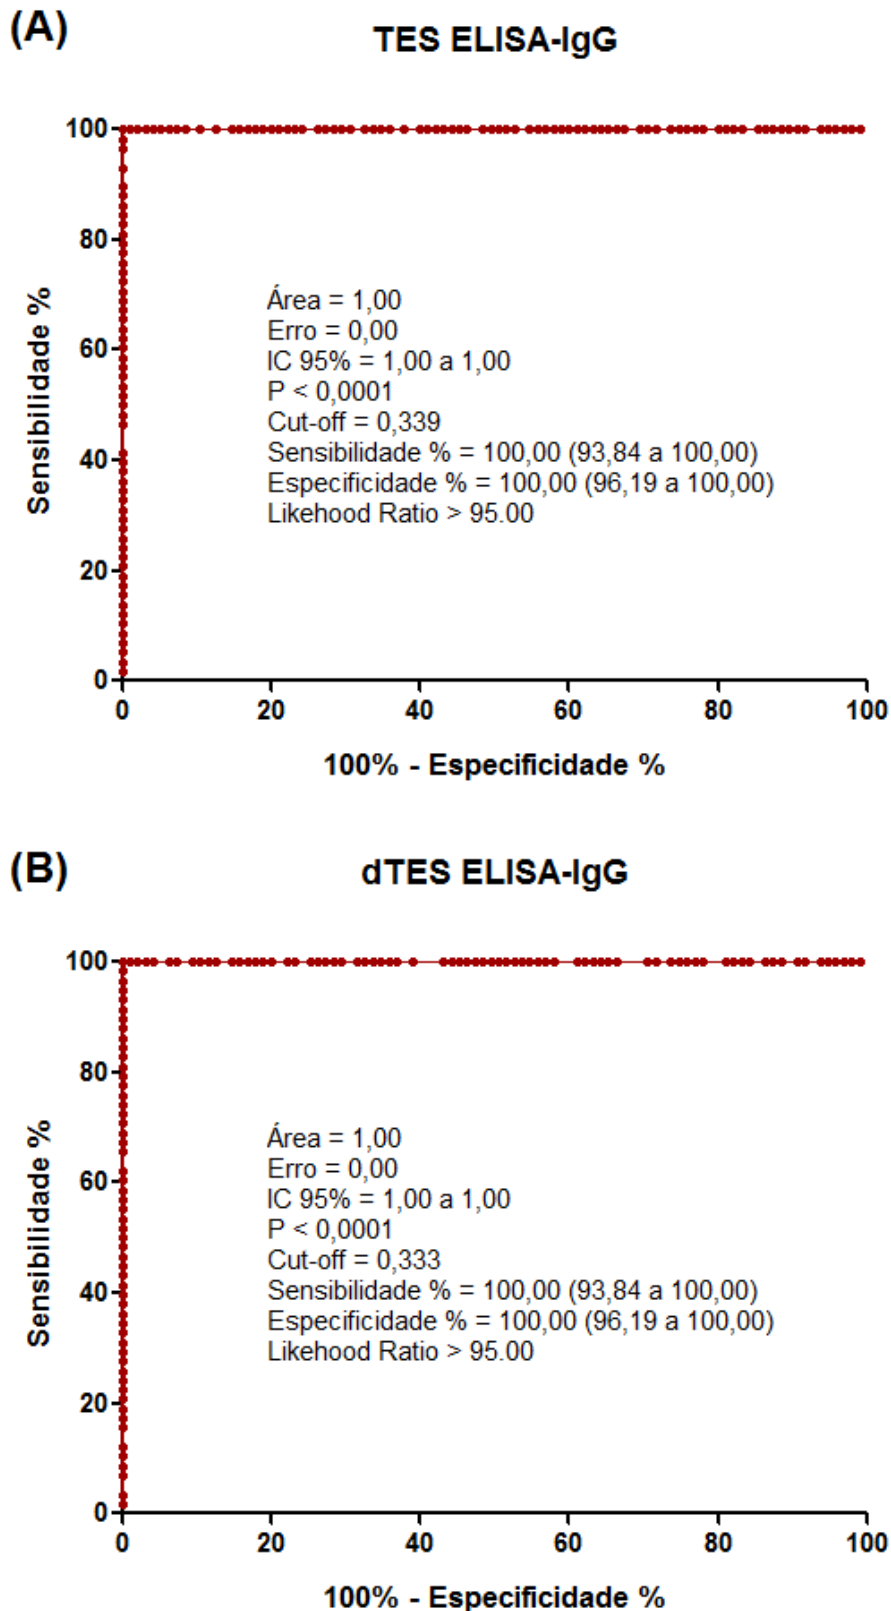 (A)
TES ELISA-IgG
100
80
60
40
20
0
Sensibilidade %
Área = 1,00
Erro = 0,00
IC 95% = 1,00 a 1,00
P < 0,0001
Cut-off = 0,339
Sensibilidade % = 100,00 (93,84 a 100,00)
Especificidade % = 100,00 (96,19 a 100,00)
Likehood Ratio > 95.00
0 20 40 60 80 100
100% - Especificidade %
(B)
dTES ELISA-IgG
100
80
60
40
20
0
Sensibilidade %
Área = 1,00
Erro = 0,00
IC 95% = 1,00 a 1,00
P < 0,0001
Cut-off = 0,333
Sensibilidade % = 100,00 (93,84 a 100,00)
Especificidade % = 100,00 (96,19 a 100,00)
Likehood Ratio > 95.00
0 20 40 60 80 100
100% - Especificidade %